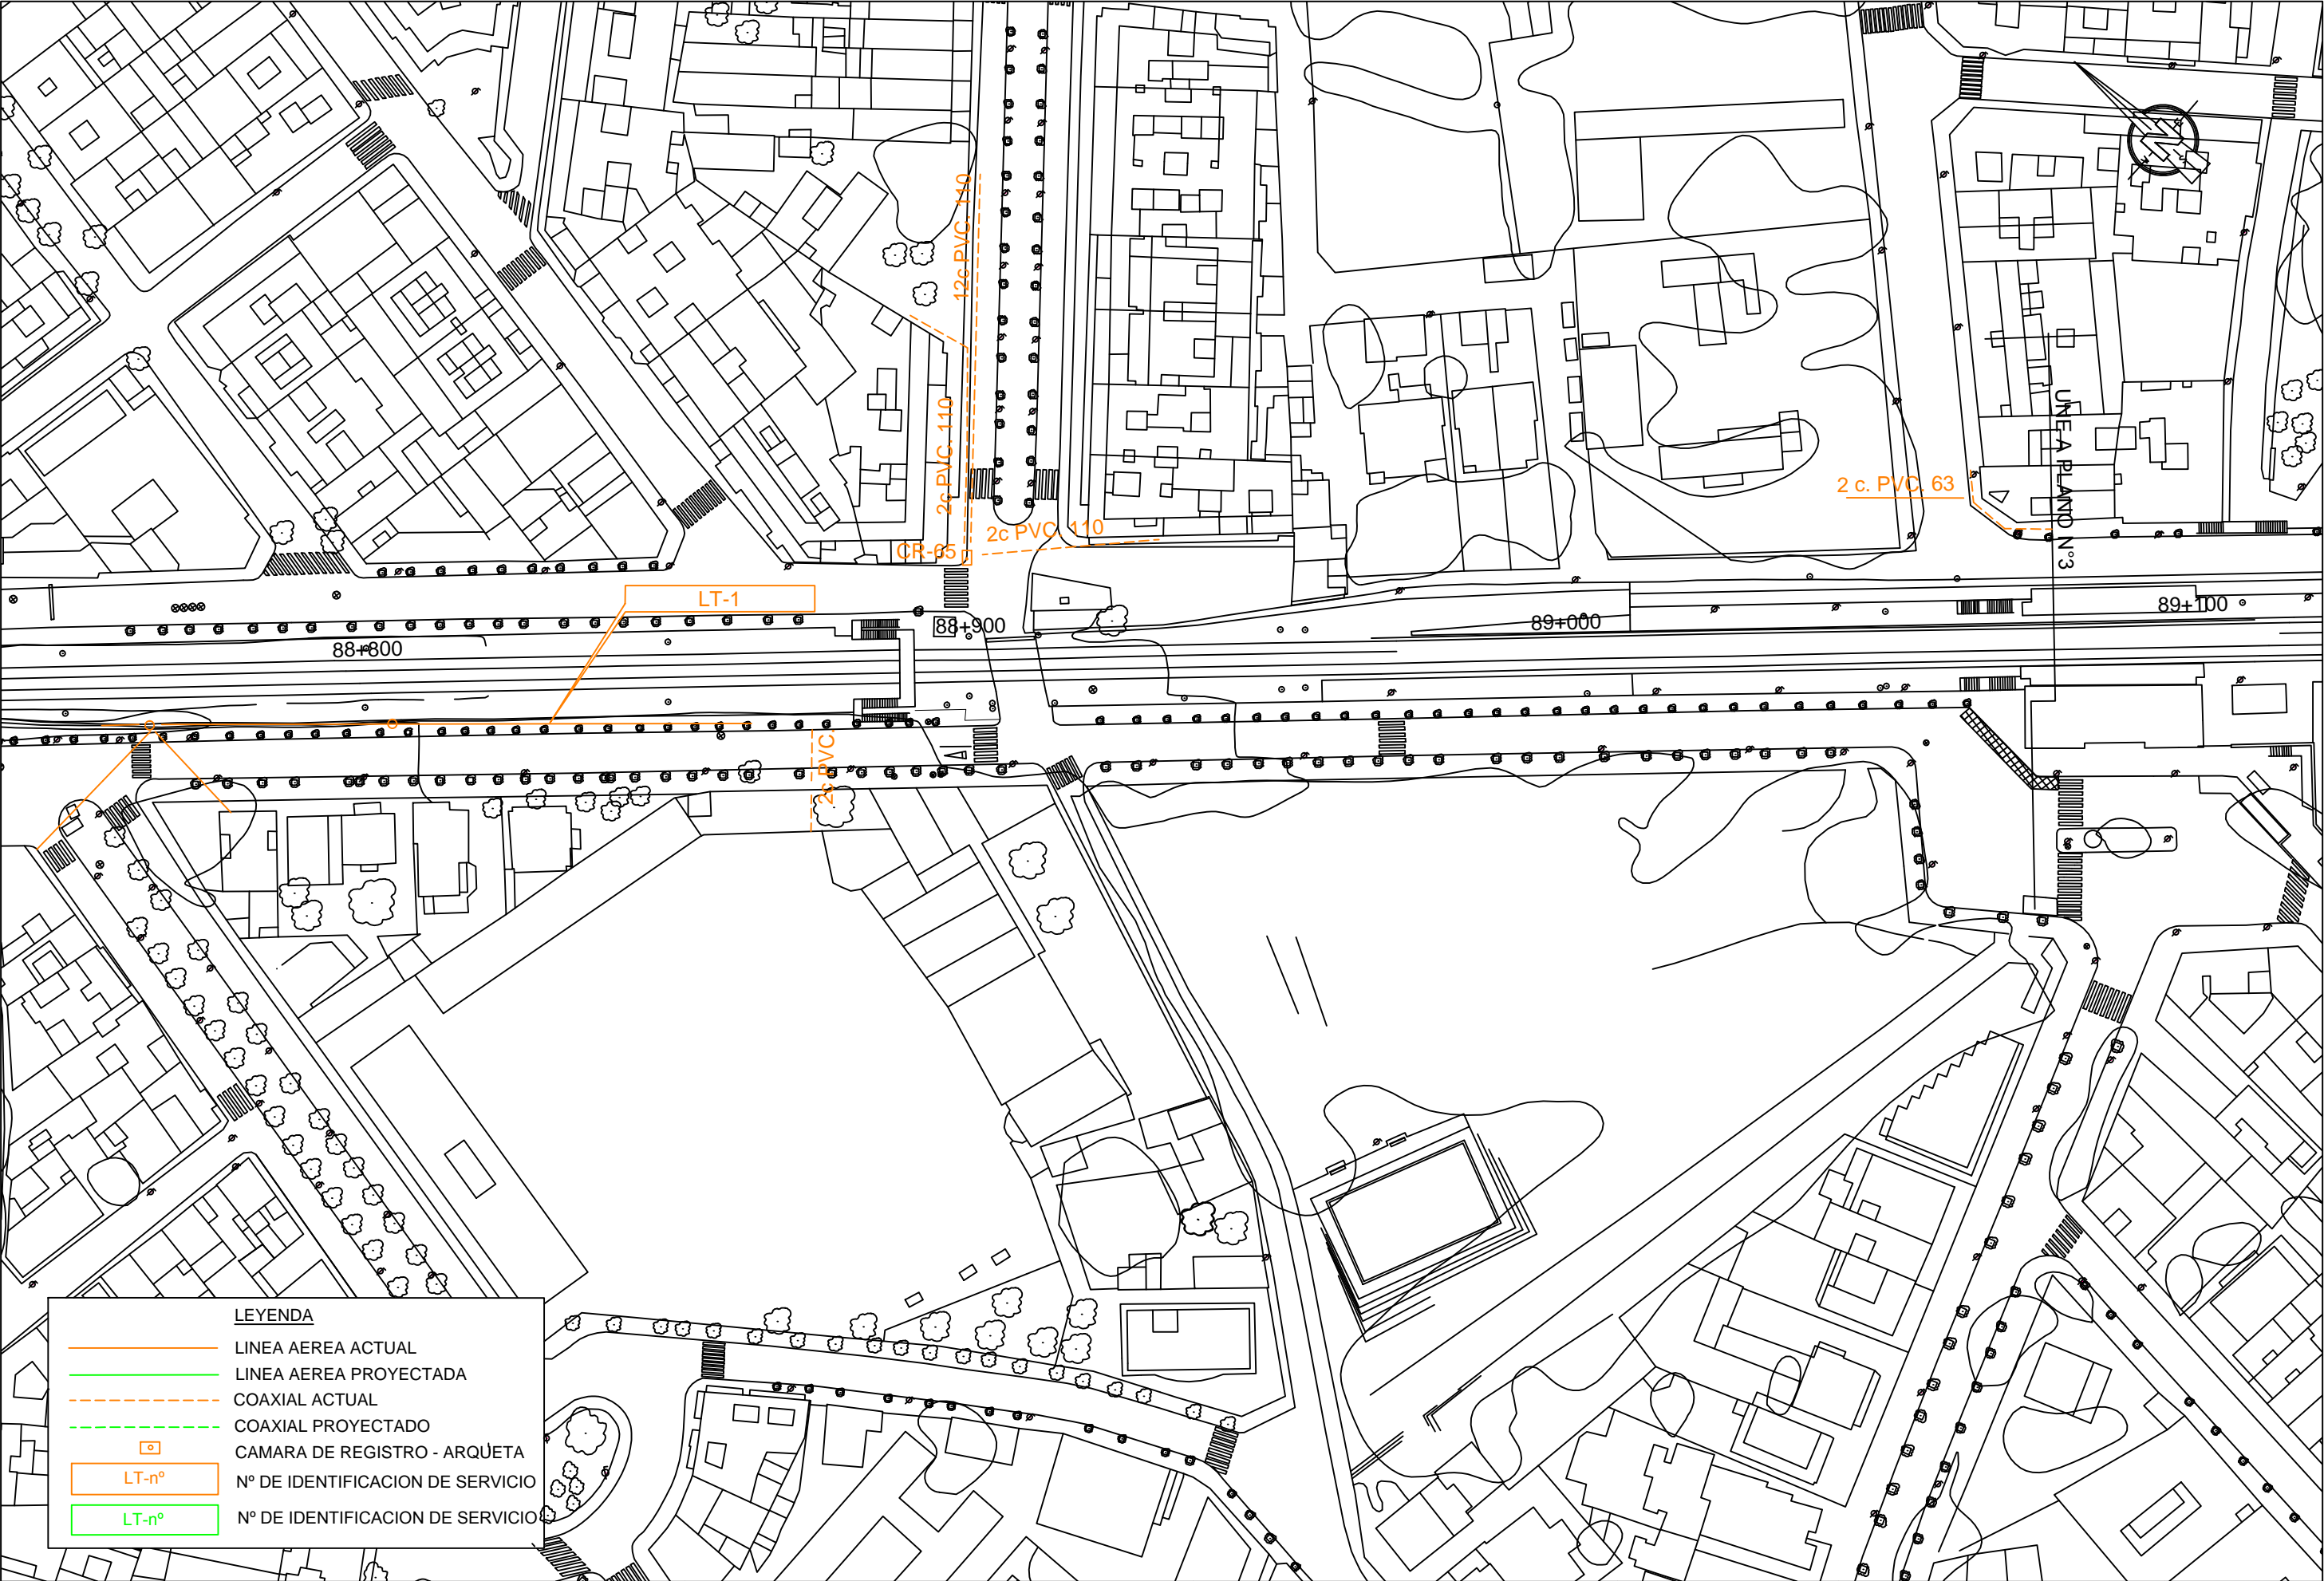 12c PVC. 110
2c PVC. 110
2c PVC. 110
CR-65
2 c. PVC. 63
UNE A PLANO Nº3
LT-1
88+800
88+900
89+000
89+100
2c PVC.
LEYENDA
LINEA AEREA ACTUAL
LINEA AEREA PROYECTADA
COAXIAL ACTUAL
COAXIAL PROYECTADO
CAMARA DE REGISTRO - ARQUETA
LT-nº
Nº DE IDENTIFICACION DE SERVICIO
LT-nº
Nº DE IDENTIFICACION DE SERVICIO